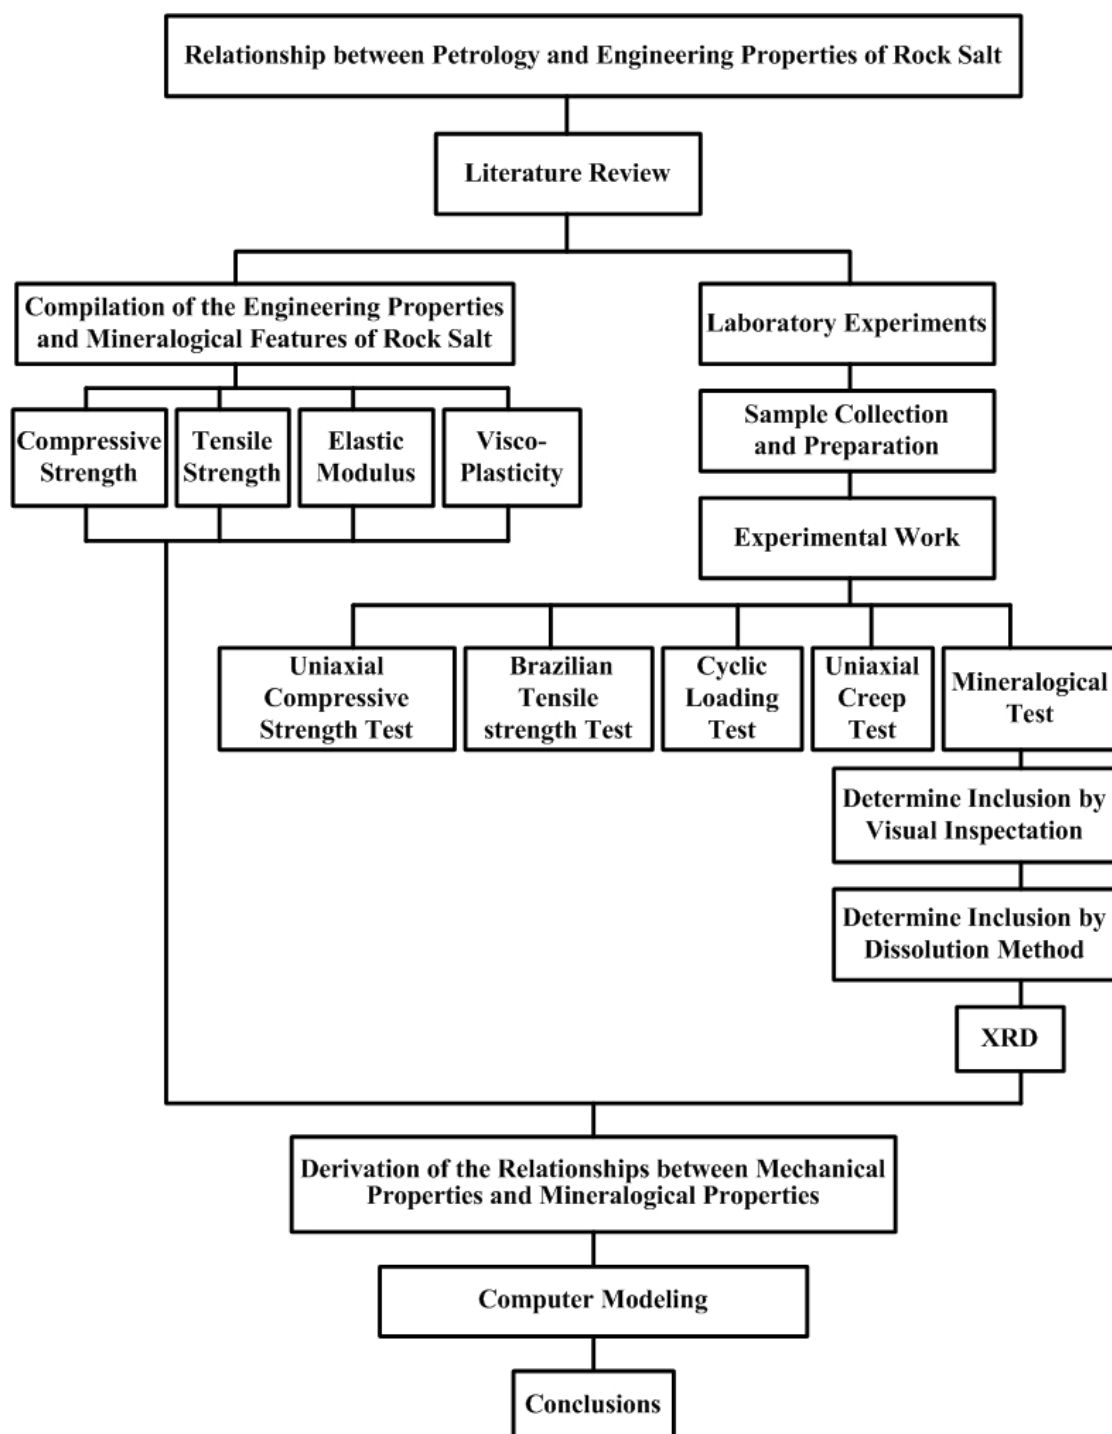 Relationship between Petrology and Engineering Properties of Rock Salt
Literature Review
Compilation of the Engineering Properties
and Mineralogical Features of Rock Salt
Laboratory Experiments
Compressive
Strength
Tensile
Strength
Elastic
Modulus
Visco-
Plasticity
Sample Collection
and Preparation
Experimental Work
Uniaxial
Compressive
Strength Test
Brazilian
Tensile
strength Test
Cyclic
Loading
Test
Uniaxial
Creep
Test
Mineralogical
Test
Determine Inclusion by
Visual Inspectation
Determine Inclusion by
Dissolution Method
XRD
Derivation of the Relationships between Mechanical
Properties and Mineralogical Properties
Computer Modeling
Conclusions